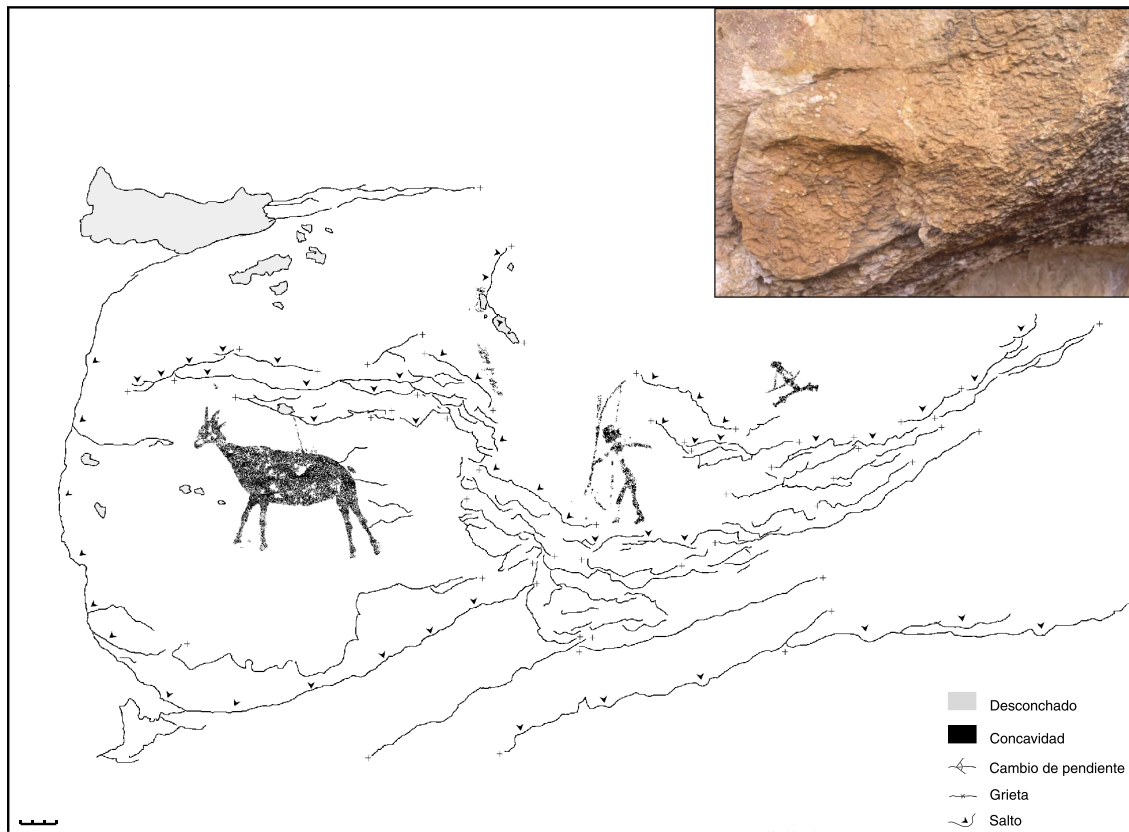 Desconchado
Concavidad
Cambio de pendiente
Grieta
Salto